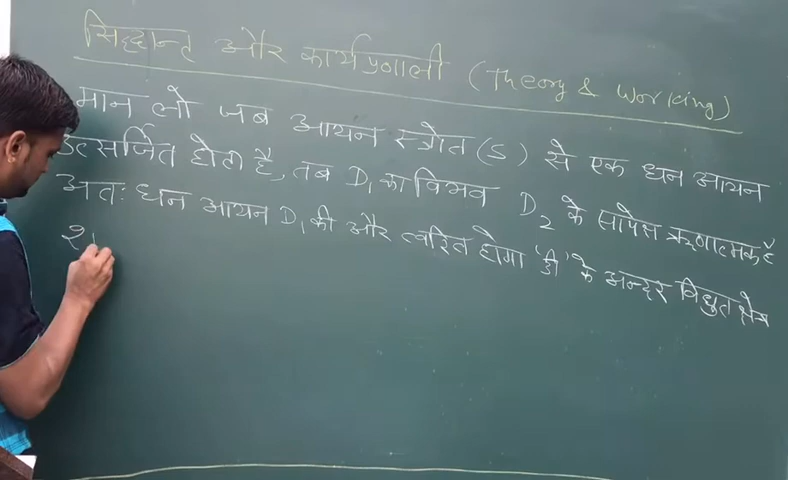 सिद्धान्त और कार्यप्रणाली (Theory & Working)
मान लो जब आयन स्त्रोत (S) से एक धन आयन
उत्सर्जित होती है, तब D₁ का विभव D₂ के सापेक्ष ऋणात्मक है
अतः धन आयन D₁ की और त्वरित होगा 'डी' के अन्दर विद्युत क्षेत्र